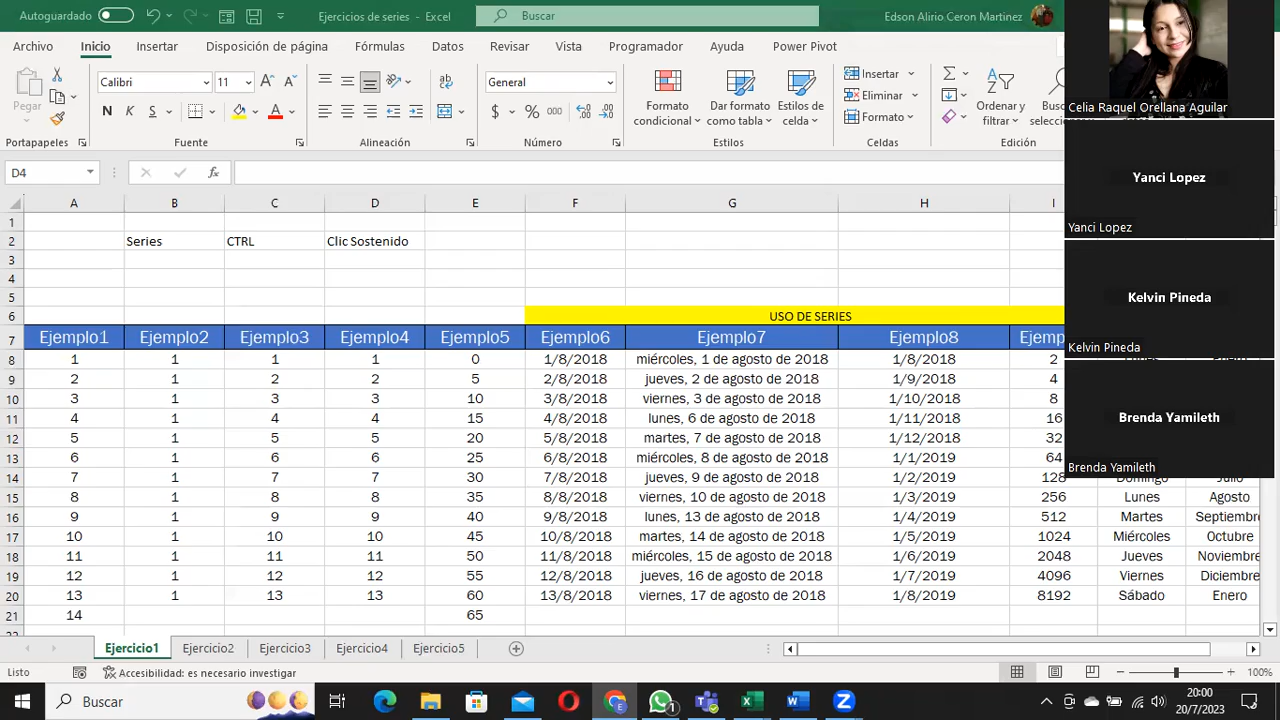 Autoguardado
Ejercicios de series - Excel
Buscar
Edson Alirio Ceron Martinez
Archivo Inicio Insertar Disposición de página Fórmulas Datos Revisar Vista Programador Ayuda Power Pivot
Pegar
Calibri 11
N K S
General
$ % 000
Formato condicional
Dar formato como tabla
Estilos de celda
Insertar
Eliminar
Formato
Ordenar y filtrar
Portapapeles Fuente Alineación Número Estilos Celdas Edición
D4 fx
A B C D E F G H I
1
2 Series CTRL Clic Sostenido
3
4
5
6 USO DE SERIES
7 Ejemplo1 Ejemplo2 Ejemplo3 Ejemplo4 Ejemplo5 Ejemplo6 Ejemplo7 Ejemplo8
8 1 1 1 1 0 1/8/2018 miércoles, 1 de agosto de 2018 1/8/2018 2
9 2 1 2 2 5 2/8/2018 jueves, 2 de agosto de 2018 1/9/2018 4
10 3 1 3 3 10 3/8/2018 viernes, 3 de agosto de 2018 1/10/2018 8
11 4 1 4 4 15 4/8/2018 lunes, 6 de agosto de 2018 1/11/2018 16
12 5 1 5 5 20 5/8/2018 martes, 7 de agosto de 2018 1/12/2018 32
13 6 1 6 6 25 6/8/2018 miércoles, 8 de agosto de 2018 1/1/2019 64
14 7 1 7 7 30 7/8/2018 jueves, 9 de agosto de 2018 1/2/2019 128 Domingo Julio
15 8 1 8 8 35 8/8/2018 viernes, 10 de agosto de 2018 1/3/2019 256 Lunes Agosto
16 9 1 9 9 40 9/8/2018 lunes, 13 de agosto de 2018 1/4/2019 512 Martes Septiembre
17 10 1 10 10 45 10/8/2018 martes, 14 de agosto de 2018 1/5/2019 1024 Miércoles Octubre
18 11 1 11 11 50 11/8/2018 miércoles, 15 de agosto de 2018 1/6/2019 2048 Jueves Noviembre
19 12 1 12 12 55 12/8/2018 jueves, 16 de agosto de 2018 1/7/2019 4096 Viernes Diciembre
20 13 1 13 13 60 13/8/2018 viernes, 17 de agosto de 2018 1/8/2019 8192 Sábado Enero
21 14 65
Ejercicio1 Ejercicio2 Ejercicio3 Ejercicio4 Ejercicio5
Listo Accesibilidad: es necesario investigar 100%
Buscar
20:00
20/7/2023
Celia Raquel Orellana Aguilar
Yanci Lopez
Yanci Lopez
Kelvin Pineda
Kelvin Pineda
Brenda Yamileth
Brenda Yamileth